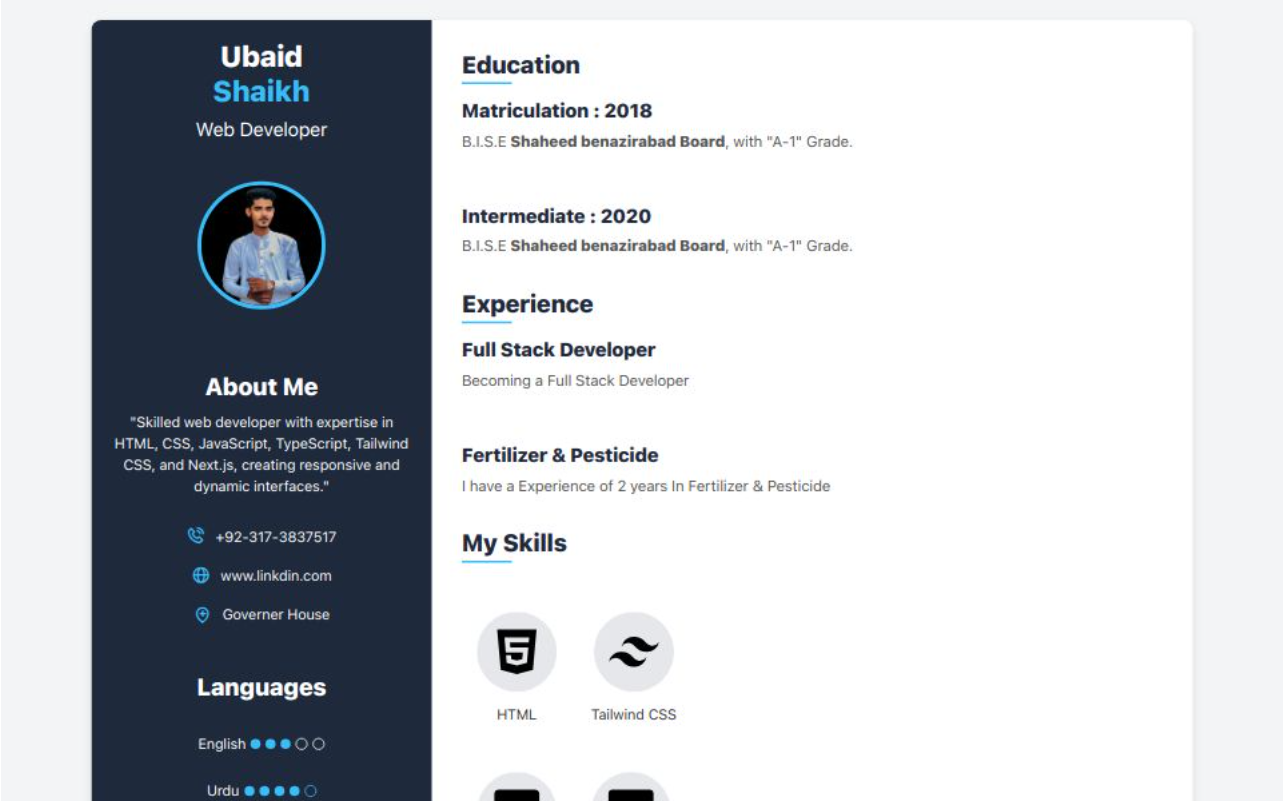 Ubaid
Shaikh
Web Developer
About Me
"Skilled web developer with expertise in
HTML, CSS, JavaScript, TypeScript, Tailwind
CSS, and Next.js, creating responsive and
dynamic interfaces."
+92-317-3837517
www.linkdin.com
Governer House
Languages
English
Urdu
Education
Matriculation : 2018
B.I.S.E Shaheed benazirabad Board, with "A-1" Grade.
Intermediate : 2020
B.I.S.E Shaheed benazirabad Board, with "A-1" Grade.
Experience
Full Stack Developer
Becoming a Full Stack Developer
Fertilizer & Pesticide
I have a Experience of 2 years In Fertilizer & Pesticide
My Skills
HTML
Tailwind CSS